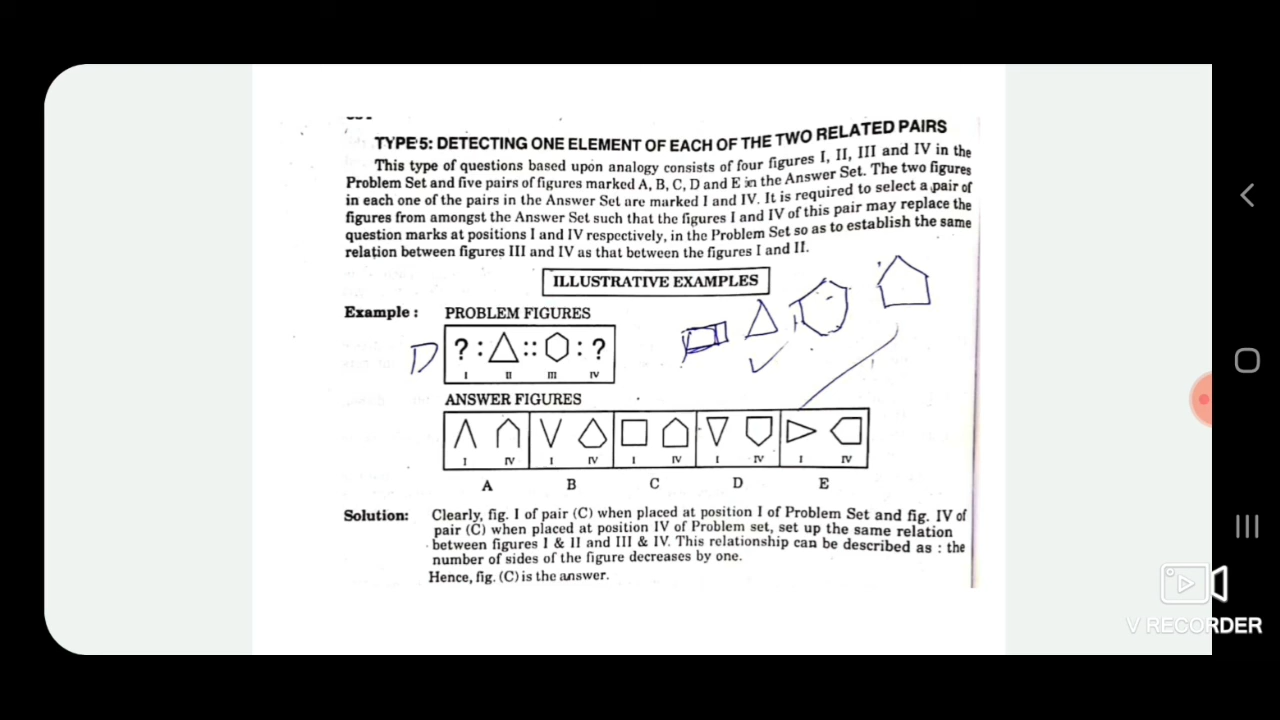 TYPE 5: DETECTING ONE ELEMENT OF EACH OF THE TWO RELATED PAIRS
This type of questions based upon analogy consists of four figures I, II, III and IV in the
Problem Set and five pairs of figures marked A, B, C, D and E in the Answer Set. The two figures
in each one of the pairs in the Answer Set are marked I and IV. It is required to select a pair of
figures from amongst the Answer Set such that the figures I and IV of this pair may replace the
question marks at positions I and IV respectively, in the Problem Set so as to establish the same
relation between figures III and IV as that between the figures I and II.
ILLUSTRATIVE EXAMPLES
Example : PROBLEM FIGURES
? : :: : ?
I II III IV
ANSWER FIGURES
I IV I IV I IV I IV I IV
A B C D E
Solution: Clearly, fig. I of pair (C) when placed at position I of Problem Set and fig. IV of
pair (C) when placed at position IV of Problem set, set up the same relation
between figures I & II and III & IV. This relationship can be described as : the
number of sides of the figure decreases by one.
Hence, fig. (C) is the answer.
V RECORDER